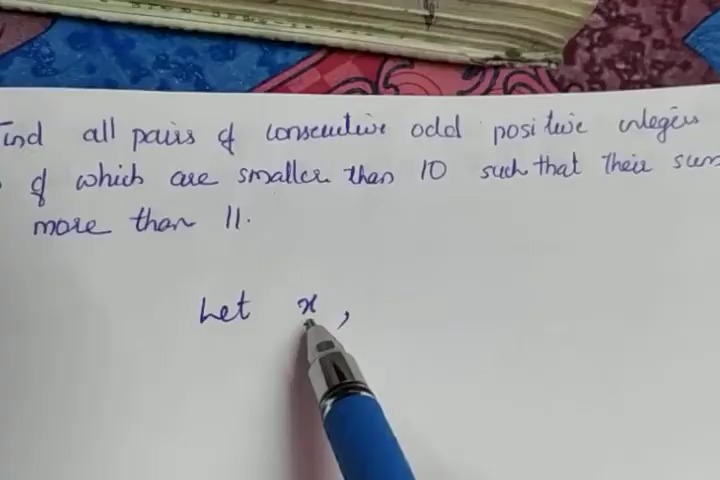 find all pairs of consecutive odd positive integers
of which are smaller than 10 such that their sum
more than 11.
Let x ,